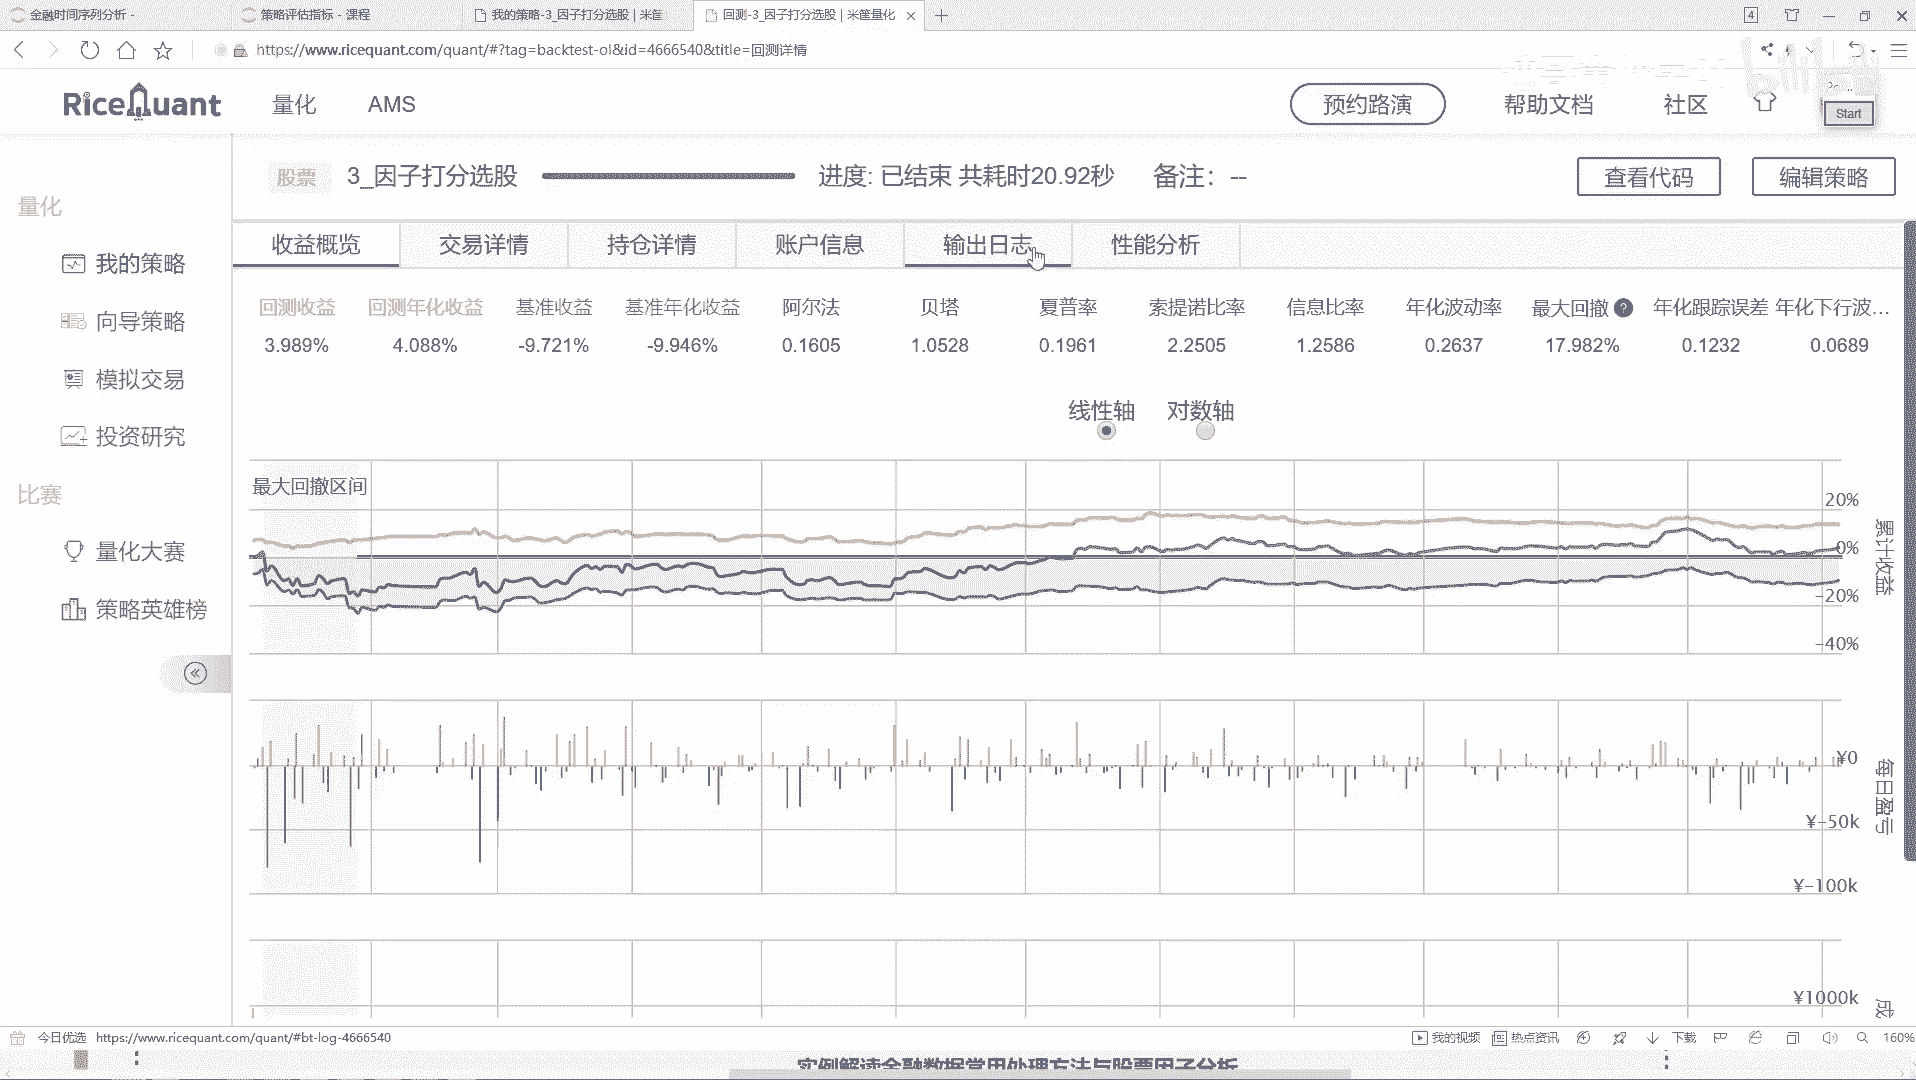 金融时间序列分析 -
策略评估指标 - 课程
我的策略-3_因子打分选股 | 米筐
回测-3_因子打分选股 | 米筐量化
4
https://www.ricequant.com/quant/#?tag=backtest-ol&id=4666540&title=回测详情
RiceQuant
量化
AMS
预约路演
帮助文档
社区
Start
股票
3_因子打分选股
进度: 已结束 共耗时20.92秒
备注： --
查看代码
编辑策略
量化
我的策略
向导策略
模拟交易
投资研究
比赛
量化大赛
策略英雄榜
收益概览
交易详情
持仓详情
账户信息
输出日志
性能分析
回测收益 回测年化收益 基准收益 基准年化收益 阿尔法 贝塔 夏普率 索提诺比率 信息比率 年化波动率 最大回撤 ? 年化跟踪误差 年化下行波...
3.989% 4.088% -9.721% -9.946% 0.1605 1.0528 0.1961 2.2505 1.2586 0.2637 17.982% 0.1232 0.0689
线性轴 对数轴
最大回撤区间
20%
0%
-20%
-40%
累计收益
¥0
¥-50k
¥-100k
每日盈亏
¥1000k
今日优选
https://www.ricequant.com/quant/#bt-log-4666540
我的视频
热点资讯
下载
160%
实例解读金融数据常用处理方法与股票因子分析